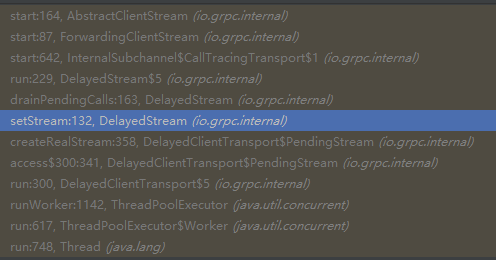 start:164, AbstractClientStream (io.grpc.internal)
start:87, ForwardingClientStream (io.grpc.internal)
start:642, InternalSubchannel$CallTracingTransport$1 (io.grpc.internal)
run:229, DelayedStream$5 (io.grpc.internal)
drainPendingCalls:163, DelayedStream (io.grpc.internal)
setStream:132, DelayedStream (io.grpc.internal)
createRealStream:358, DelayedClientTransport$PendingStream (io.grpc.internal)
access$300:341, DelayedClientTransport$PendingStream (io.grpc.internal)
run:300, DelayedClientTransport$5 (io.grpc.internal)
runWorker:1142, ThreadPoolExecutor (java.util.concurrent)
run:617, ThreadPoolExecutor$Worker (java.util.concurrent)
run:748, Thread (java.lang)